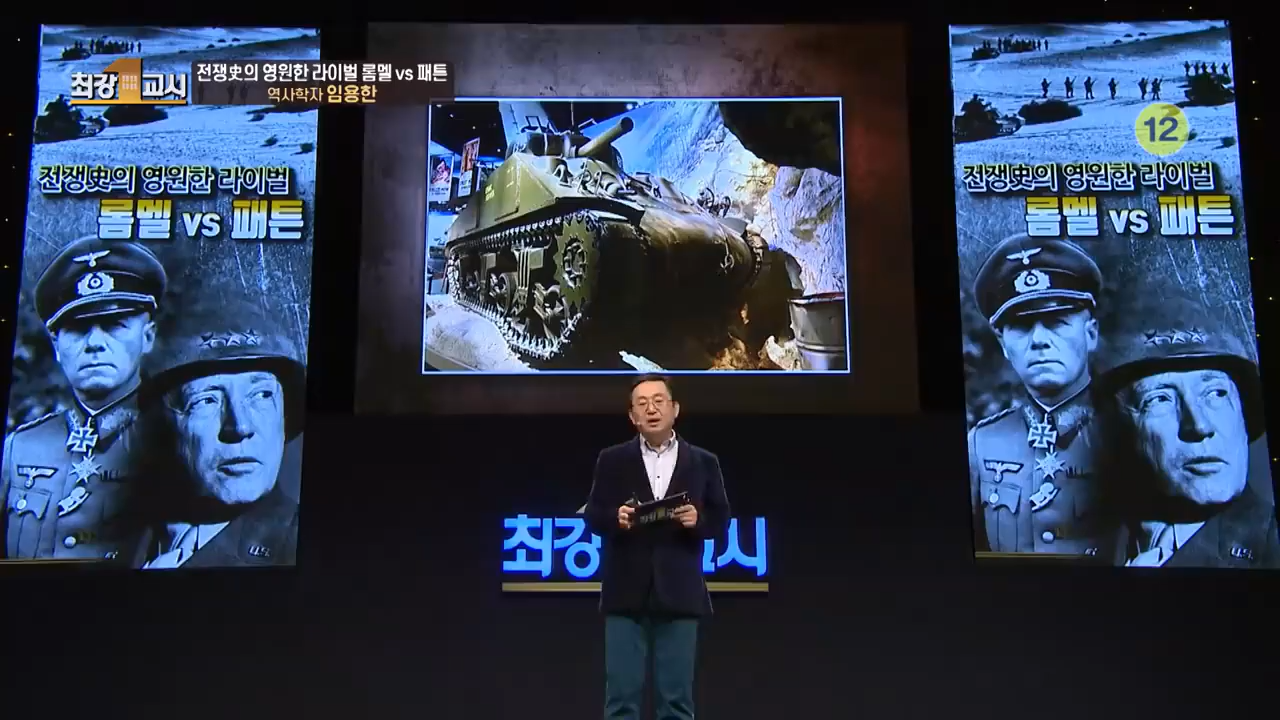 최강1교시
전쟁史의 영원한 라이벌 롬멜 vs 패튼
역사학자 임용한
12
전쟁史의 영원한 라이벌
롬멜 vs 패튼
U.S.
전쟁史의 영원한 라이벌
롬멜 vs 패튼
U.S.
최강 교시